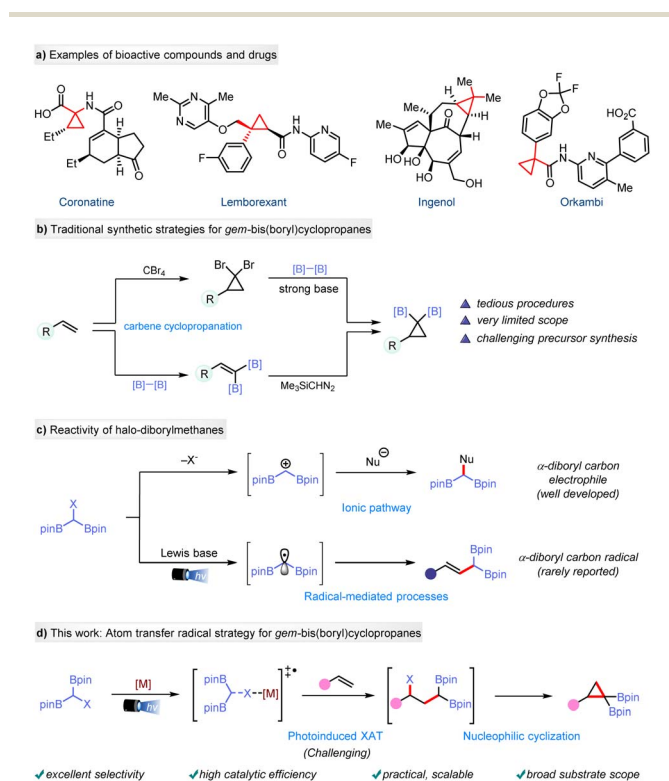 a) Examples of bioactive compounds and drugs
HO
O
H
N
O
Et
H
Et
H
O
Coronatine
Me
N
Me
N
O
O
H
N
N
F
F
Lemborexant
Me
Me
Me
H
O
Me
H
HO
HO
HO
OH
Ingenol
F
O
F
O
HO2C
H
N
N
O
Me
Orkambi
b) Traditional synthetic strategies for gem-bis(boryl)cyclopropanes
R
CBr4
carbene cyclopropanation
Br
Br
R
[B]–[B]
strong base
[B]
[B]
R
[B]–[B]
R
[B]
[B]
Me3SiCHN2
tedious procedures
very limited scope
challenging precursor synthesis
c) Reactivity of halo-diborylmethanes
X
pinB
Bpin
–X-
pinB
Bpin
Nu
Nu
pinB
Bpin
α-diboryl carbon
electrophile
(well developed)
Ionic pathway
Lewis base
hv
pinB
Bpin
Bpin
Bpin
α-diboryl carbon radical
(rarely reported)
Radical-mediated processes
d) This work: Atom transfer radical strategy for gem-bis(boryl)cyclopropanes
Bpin
pinB
X
[M]
hv
pinB
X---[M]
pinB
‡•
Photoinduced XAT
(Challenging)
X
Bpin
Bpin
Nucleophilic cyclization
Bpin
Bpin
✓excellent selectivity ✓high catalytic efficiency ✓practical, scalable ✓broad substrate scope